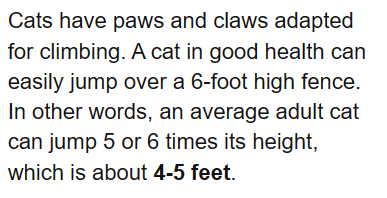 Cats have paws and claws adapted
for climbing. A cat in good health can
easily jump over a 6-foot high fence.
In other words, an average adult cat
can jump 5 or 6 times its height,
which is about 4-5 feet.